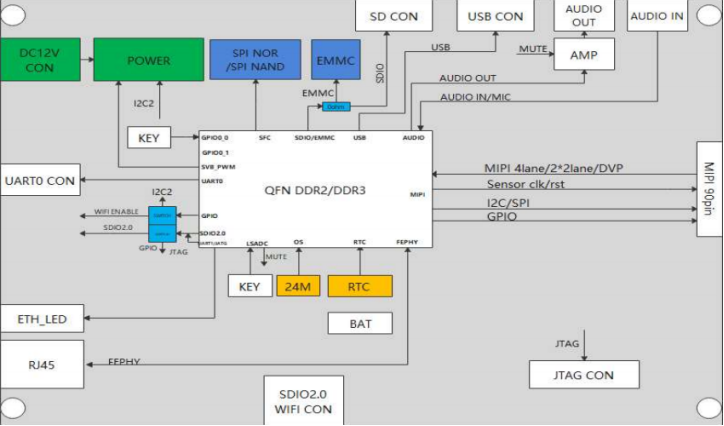 SD CON
USB CON
AUDIO
OUT
AUDIO IN
DC12V
CON
POWER
SPI NOR
/SPI NAND
EMMC
SDIO
USB
MUTE
AMP
AUDIO OUT
I2C2
EMMC
AUDIO IN/MIC
KEY
GPIO0_0
SFC
SDIO/EMMC
USB
AUDIO
GPIO0_1
SVB_PWM
UART0 CON
UART0
QFN DDR2/DDR3
MIPI
MIPI 4lane/2*2lane/DVP
Sensor clk/rst
I2C/SPI
GPIO
MIPI 90pin
I2C2
WIFI ENABLE
GPIO
SDIO2.0
SDIO2.0
GPIO
JTAG
LSADC
OS
RTC
FEPHY
MUTE
KEY
24M
RTC
ETH_LED
BAT
RJ45
FEPHY
JTAG
JTAG CON
SDIO2.0
WIFI CON